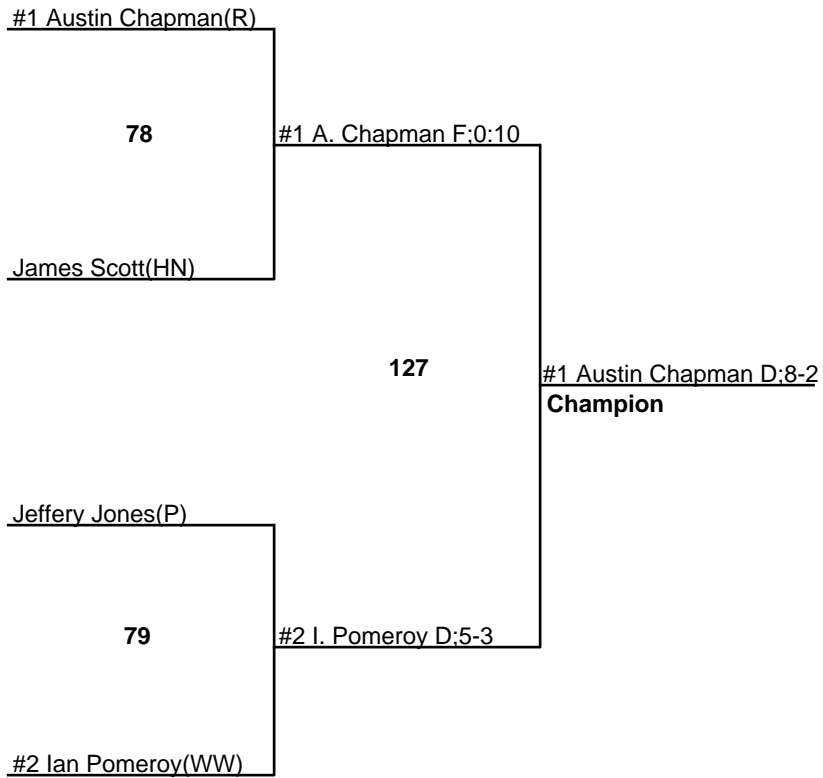 #1 Austin Chapman(R)
78
#1 A. Chapman F;0:10
James Scott(HN)
127
#1 Austin Chapman D;8-2
Champion
Jeffery Jones(P)
79
#2 I. Pomeroy D;5-3
#2 Ian Pomeroy(WW)